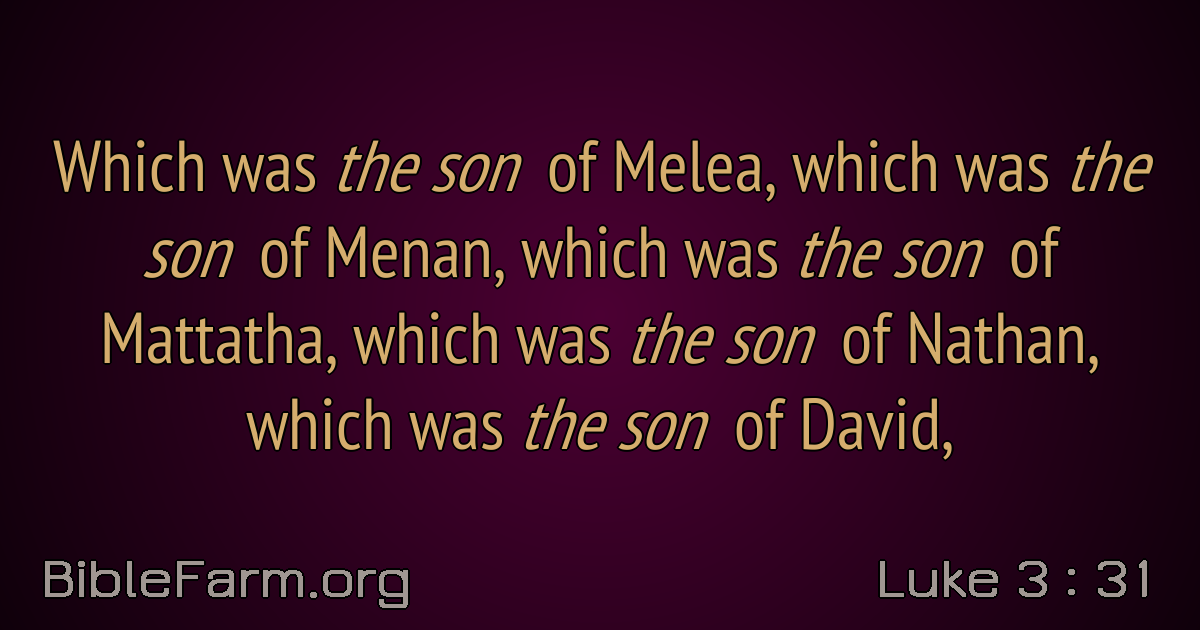 Which was the son of Melea, which was the
son of Menan, which was the son of
Mattatha, which was the son of Nathan,
which was the son of David,
BibleFarm.org
Luke 3 : 31